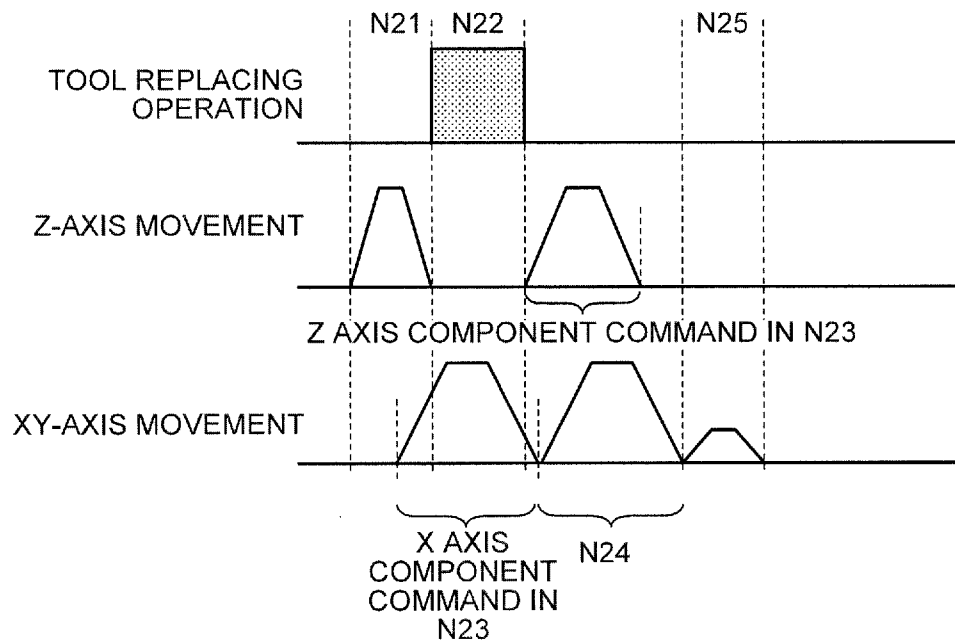 N21
N22
N25
TOOL REPLACING
OPERATION
Z-AXIS MOVEMENT
Z AXIS COMPONENT COMMAND IN N23
XY-AXIS MOVEMENT
X AXIS
COMPONENT
COMMAND IN
N23
N24